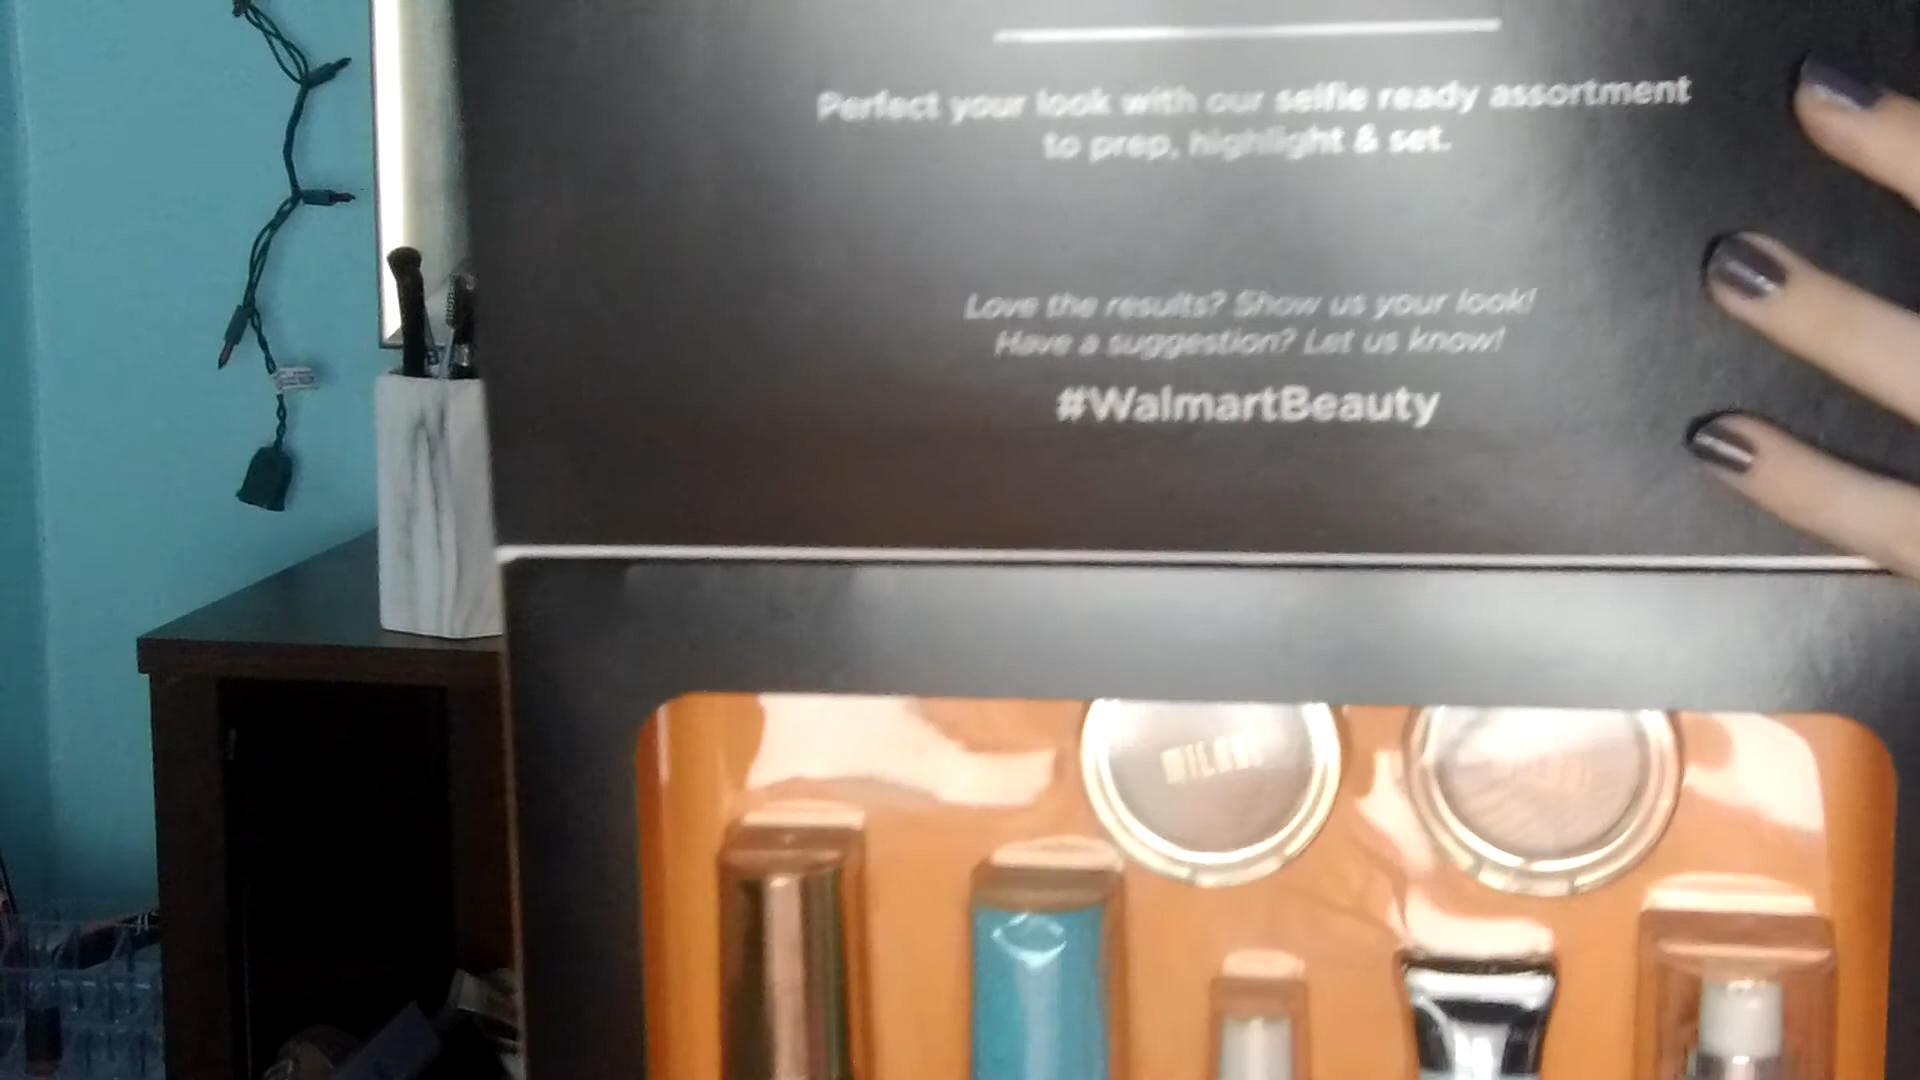 Perfect your look with our selfie ready assortment
to prep, highlight & set.
Love the results? Show us your look!
Have a suggestion? Let us know!
#WalmartBeauty
MILANI